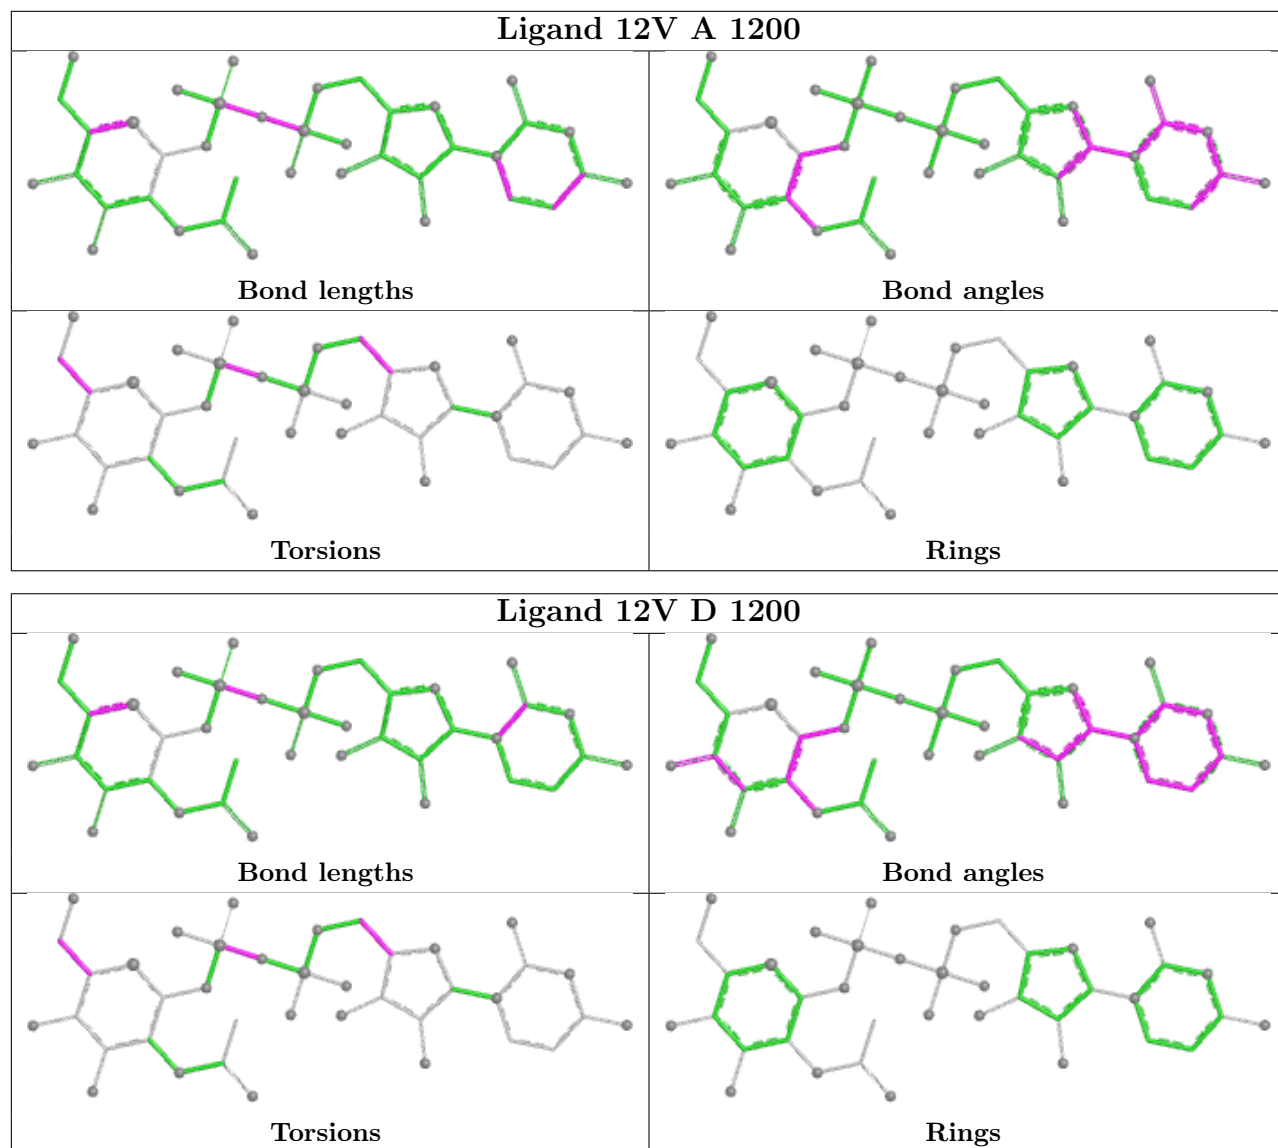 Ligand 12V A 1200
Bond lengths
Bond angles
Torsions
Rings
Ligand 12V D 1200
Bond lengths
Bond angles
Torsions
Rings